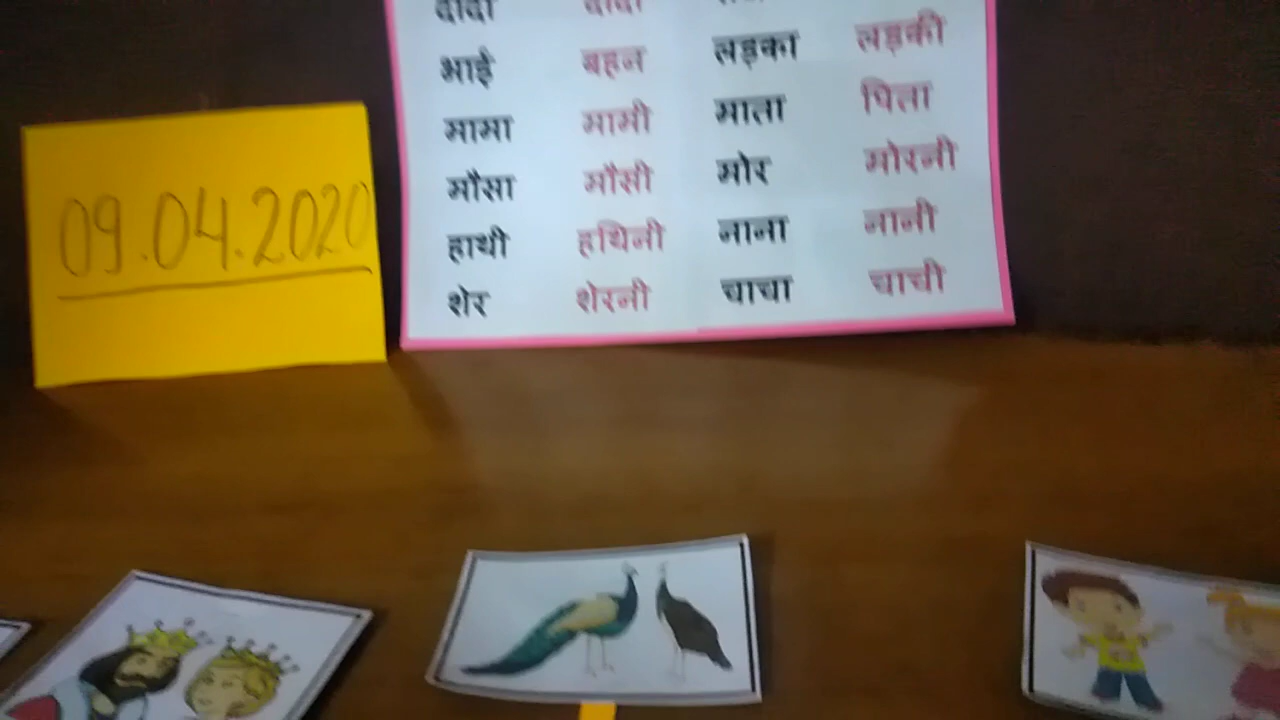 दादा दादी
भाई बहन लड़का लड़की
मामा मामी माता पिता
मौसा मौसी मोर मोरनी
हाथी हथिनी नाना नानी
शेर शेरनी चाचा चाची
09.04.2020